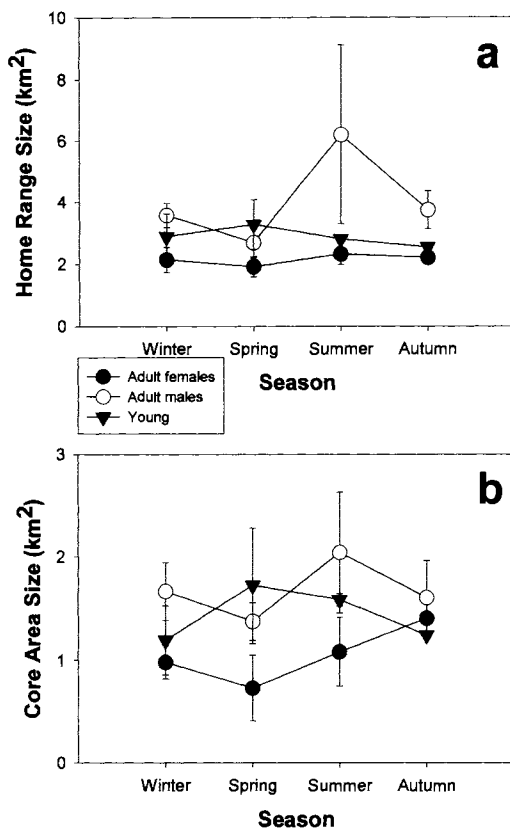 a
Home Range Size (km²)
10
8
6
4
2
0
Winter Spring Summer Autumn
Season
Adult females
Adult males
Young
b
Core Area Size (km²)
3
2
1
0
Winter Spring Summer Autumn
Season